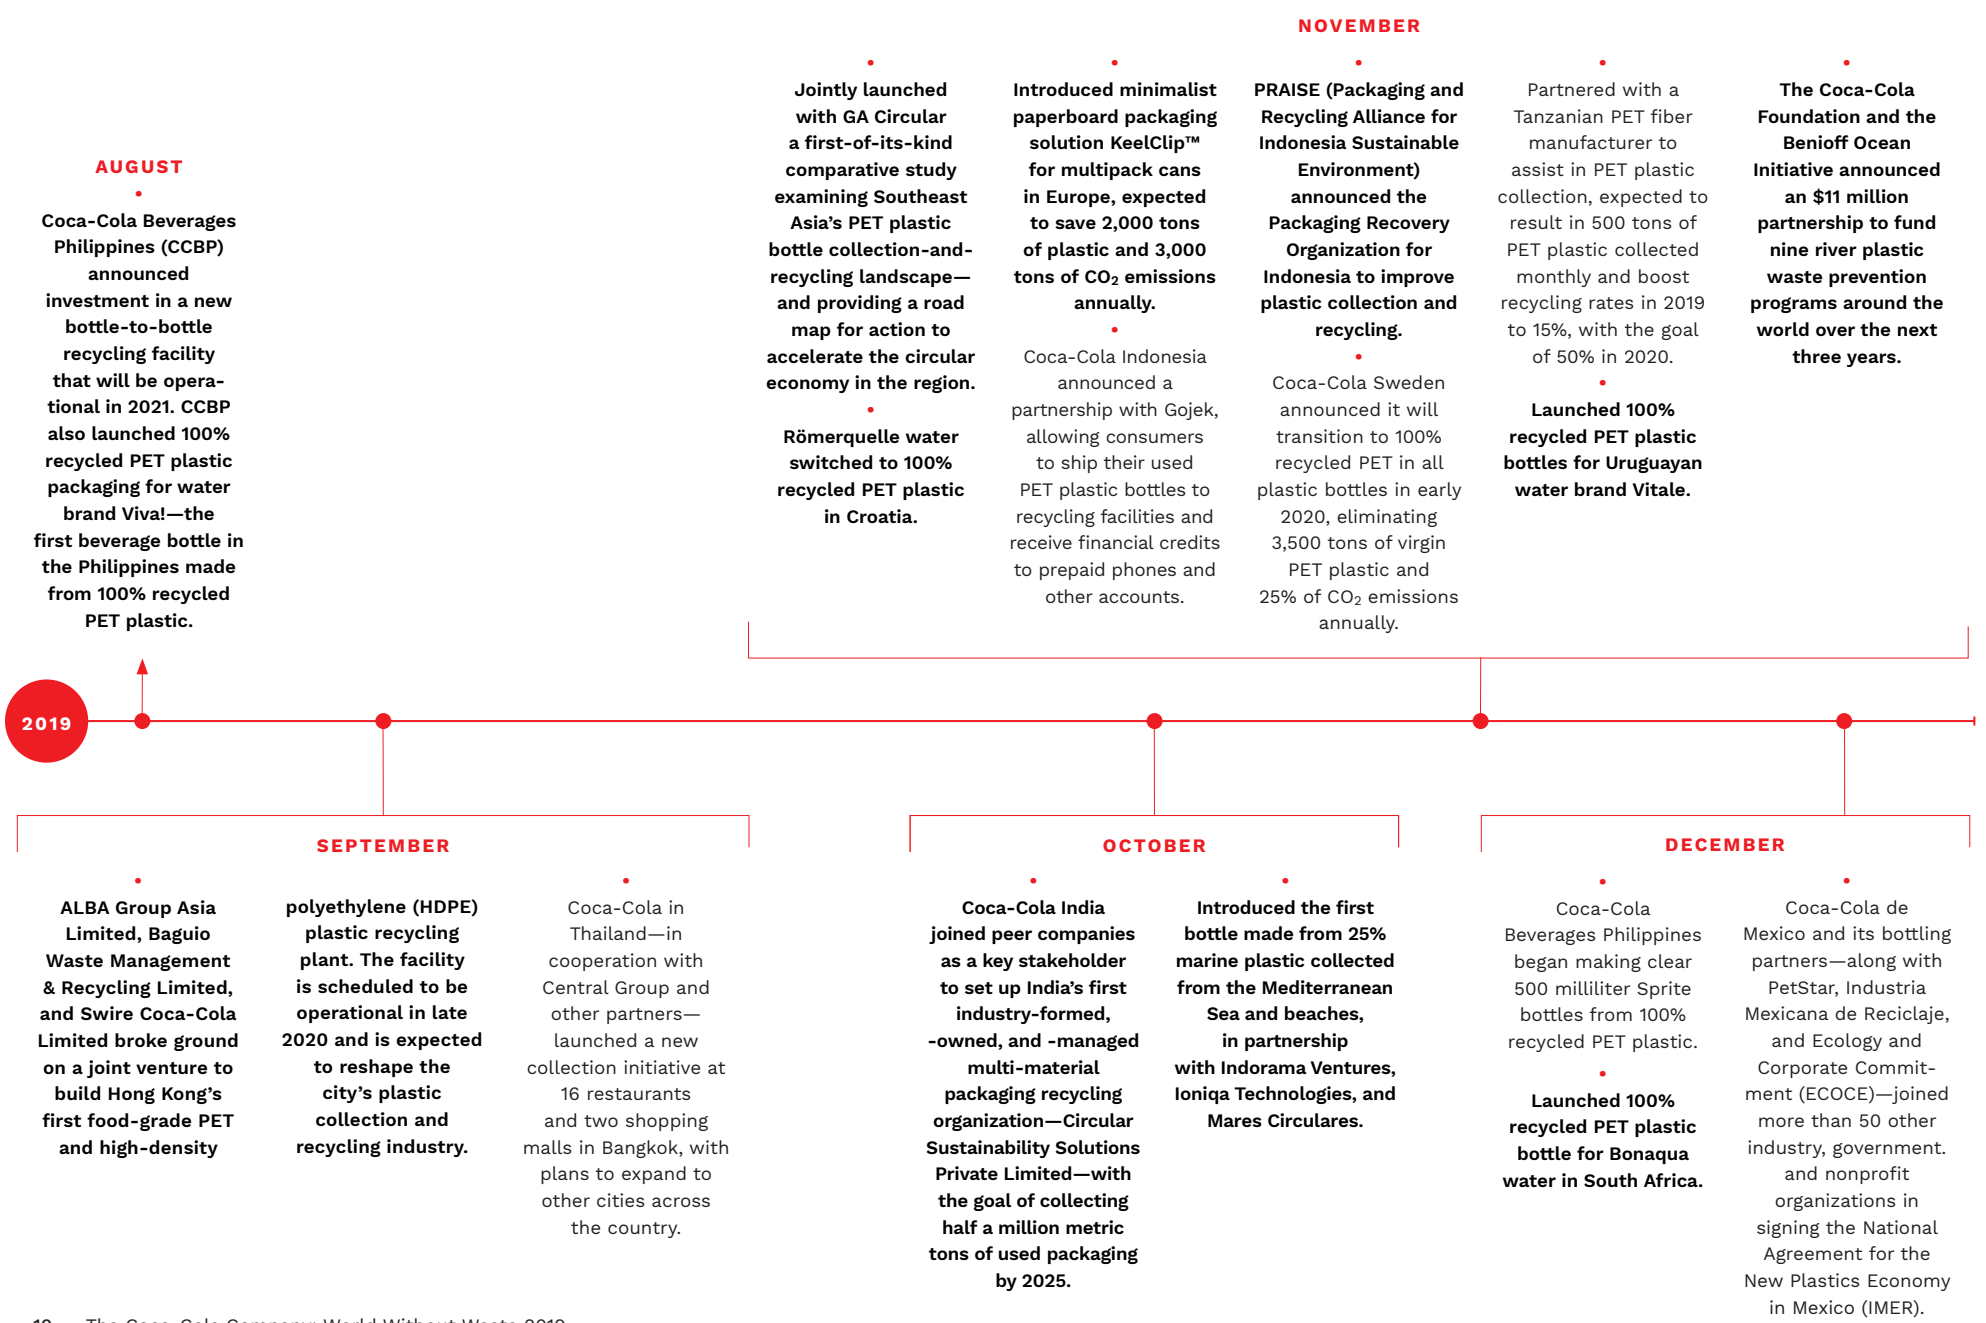 NOVEMBER
Jointly launched
with GA Circular
a first-of-its-kind
comparative study
examining Southeast
Asia's PET plastic
bottle collection-and-
recycling landscape—
and providing a road
map for action to
accelerate the circular
economy in the region.
Römerquelle water
switched to 100%
recycled PET plastic
in Croatia.
Introduced minimalist
paperboard packaging
solution KeelClip™
for multipack cans
in Europe, expected
to save 2,000 tons
of plastic and 3,000
tons of CO₂ emissions
annually.
Coca-Cola Indonesia
announced a
partnership with Gojek,
allowing consumers
to ship their used
PET plastic bottles to
recycling facilities and
receive financial credits
to prepaid phones and
other accounts.
PRAISE (Packaging and
Recycling Alliance for
Indonesia Sustainable
Environment)
announced the
Packaging Recovery
Organization for
Indonesia to improve
plastic collection and
recycling.
Coca-Cola Sweden
announced it will
transition to 100%
recycled PET in all
plastic bottles in early
2020, eliminating
3,500 tons of virgin
PET plastic and
25% of CO₂ emissions
annually.
Partnered with a
Tanzanian PET fiber
manufacturer to
assist in PET plastic
collection, expected to
result in 500 tons of
PET plastic collected
monthly and boost
recycling rates in 2019
to 15%, with the goal
of 50% in 2020.
Launched 100%
recycled PET plastic
bottles for Uruguayan
water brand Vitale.
The Coca-Cola
Foundation and the
Benioff Ocean
Initiative announced
an $11 million
partnership to fund
nine river plastic
waste prevention
programs around the
world over the next
three years.
AUGUST
Coca-Cola Beverages
Philippines (CCBP)
announced
investment in a new
bottle-to-bottle
recycling facility
that will be opera-
tional in 2021. CCBP
also launched 100%
recycled PET plastic
packaging for water
brand Viva!—the
first beverage bottle in
the Philippines made
from 100% recycled
PET plastic.
2019
SEPTEMBER
ALBA Group Asia
Limited, Baguio
Waste Management
& Recycling Limited,
and Swire Coca-Cola
Limited broke ground
on a joint venture to
build Hong Kong's
first food-grade PET
and high-density
polyethylene (HDPE)
plastic recycling
plant. The facility
is scheduled to be
operational in late
2020 and is expected
to reshape the
city's plastic
collection and
recycling industry.
Coca-Cola in
Thailand—in
cooperation with
Central Group and
other partners—
launched a new
collection initiative at
16 restaurants
and two shopping
malls in Bangkok, with
plans to expand to
other cities across
the country.
OCTOBER
Coca-Cola India
joined peer companies
as a key stakeholder
to set up India's first
industry-formed,
-owned, and -managed
multi-material
packaging recycling
organization—Circular
Sustainability Solutions
Private Limited—with
the goal of collecting
half a million metric
tons of used packaging
by 2025.
Introduced the first
bottle made from 25%
marine plastic collected
from the Mediterranean
Sea and beaches,
in partnership
with Indorama Ventures,
Ioniqa Technologies, and
Mares Circulares.
DECEMBER
Coca-Cola
Beverages Philippines
began making clear
500 milliliter Sprite
bottles from 100%
recycled PET plastic.
Launched 100%
recycled PET plastic
bottle for Bonaqua
water in South Africa.
Coca-Cola de
Mexico and its bottling
partners—along with
PetStar, Industria
Mexicana de Reciclaje,
and Ecology and
Corporate Commit-
ment (ECOCE)—joined
more than 50 other
industry, government.
and nonprofit
organizations in
signing the National
Agreement for the
New Plastics Economy
in Mexico (IMER).
The Coca-Cola Company: World Without Waste 2019